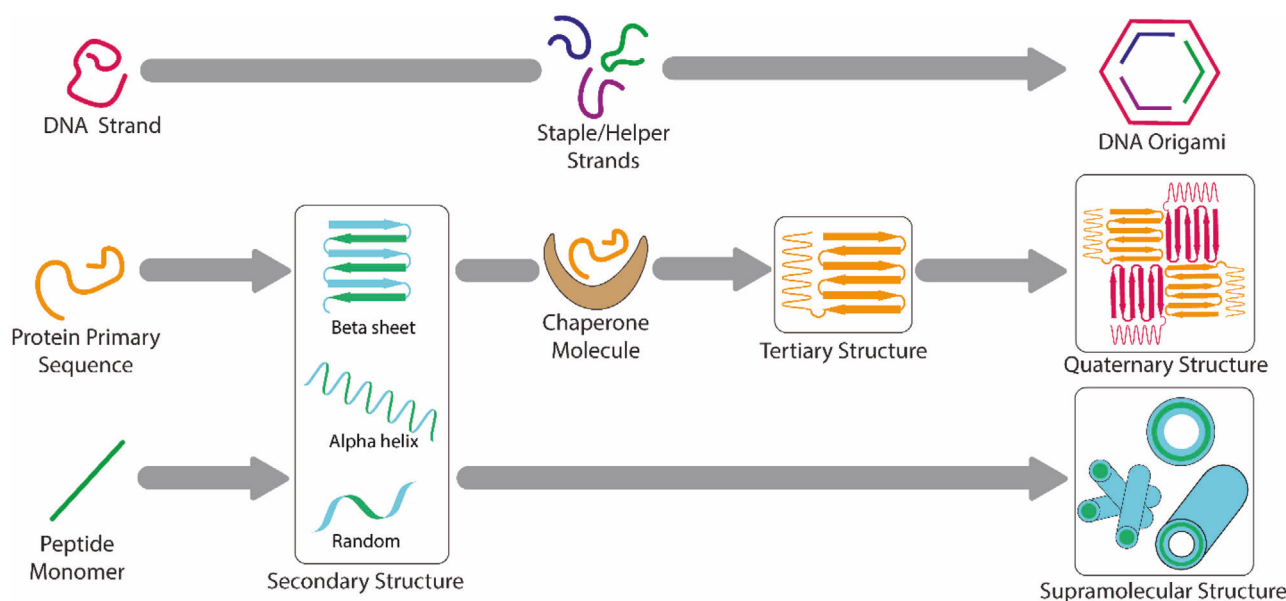 DNA Strand
Staple/Helper
Strands
DNA Origami
Protein Primary
Sequence
Beta sheet
Alpha helix
Random
Secondary Structure
Chaperone
Molecule
Tertiary Structure
Quaternary Structure
Peptide
Monomer
Supramolecular Structure